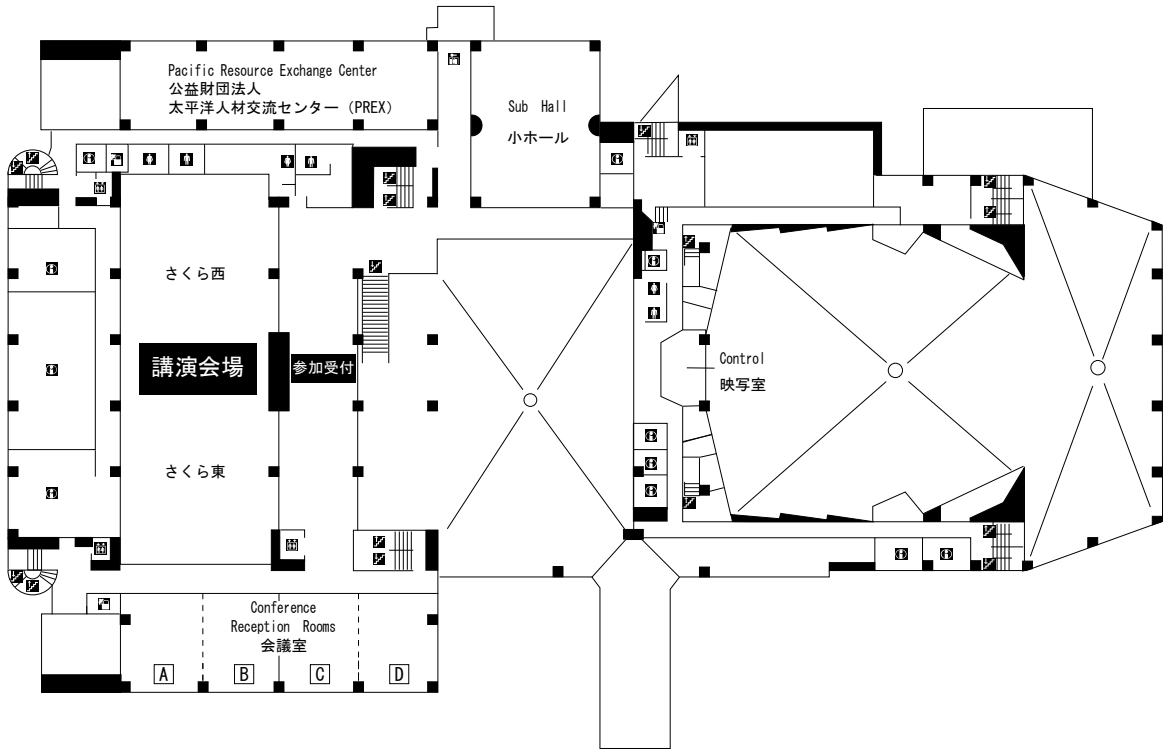 Pacific Resource Exchange Center
公益財団法人
太平洋人材交流センター（PREX）
Sub Hall
小ホール
さくら西
講演会場
参加受付
Control
映写室
さくら東
Conference
Reception Rooms
会議室
A
B
C
D